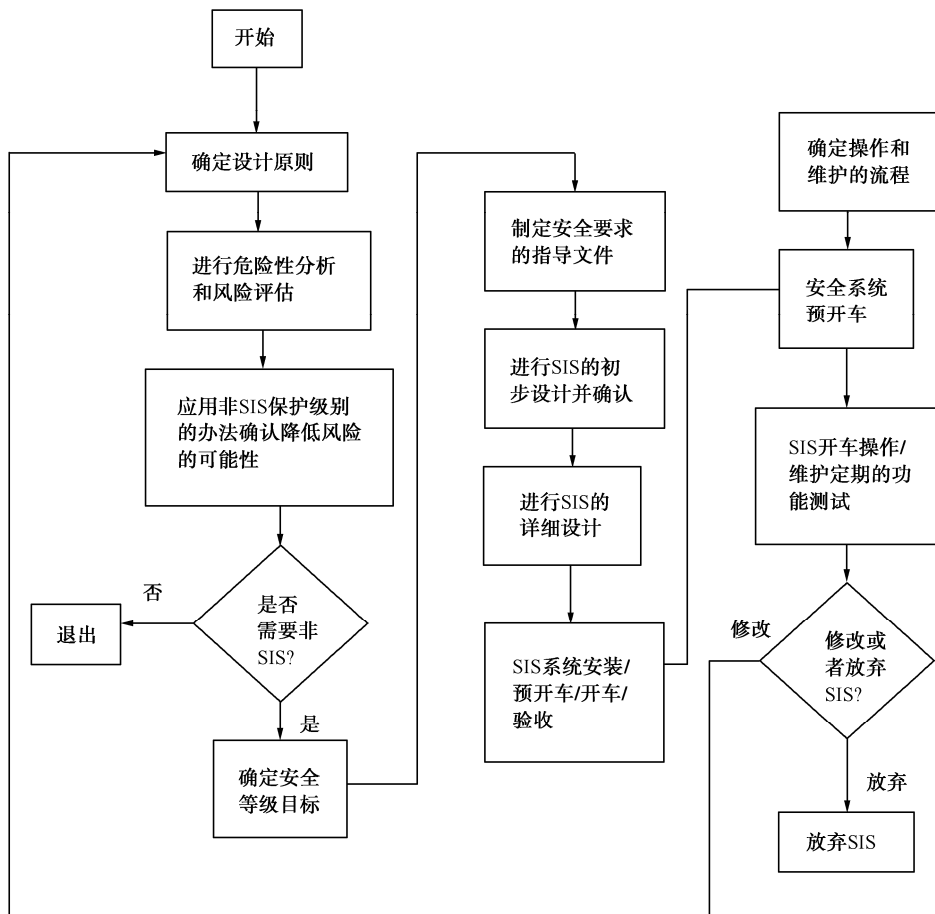 开始
确定设计原则
进行危险性分析
和风险评估
应用非SIS保护级别
的办法确认降低风险
的可能性
是否
需要非
SIS?
否
退出
是
确定安全
等级目标
制定安全要求
的指导文件
进行SIS的初
步设计并确认
进行SIS的
详细设计
SIS系统安装/
预开车/开车/
验收
确定操作和
维护的流程
安全系统
预开车
SIS开车操作/
维护定期的功
能测试
修改
修改或
者放弃
SIS?
放弃
放弃SIS